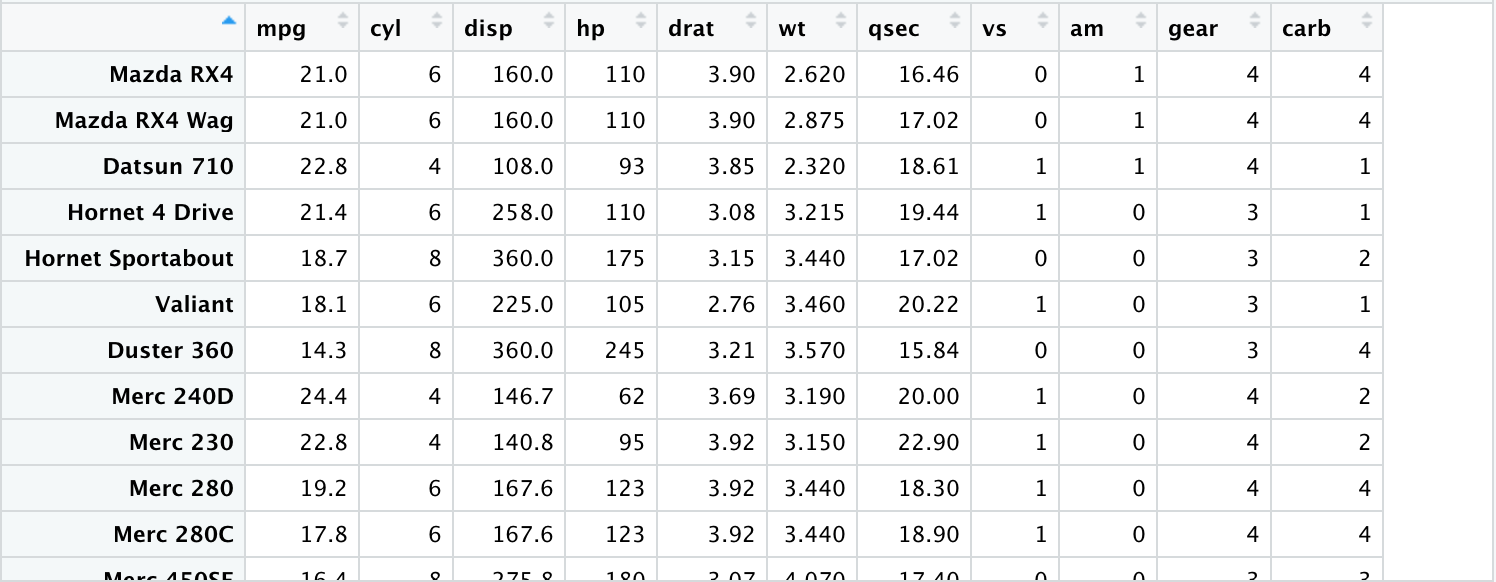 mpg cyl disp hp drat wt qsec vs am gear carb
Mazda RX4 21.0 6 160.0 110 3.90 2.620 16.46 0 1 4 4
Mazda RX4 Wag 21.0 6 160.0 110 3.90 2.875 17.02 0 1 4 4
Datsun 710 22.8 4 108.0 93 3.85 2.320 18.61 1 1 4 1
Hornet 4 Drive 21.4 6 258.0 110 3.08 3.215 19.44 1 0 3 1
Hornet Sportabout 18.7 8 360.0 175 3.15 3.440 17.02 0 0 3 2
Valiant 18.1 6 225.0 105 2.76 3.460 20.22 1 0 3 1
Duster 360 14.3 8 360.0 245 3.21 3.570 15.84 0 0 3 4
Merc 240D 24.4 4 146.7 62 3.69 3.190 20.00 1 0 4 2
Merc 230 22.8 4 140.8 95 3.92 3.150 22.90 1 0 4 2
Merc 280 19.2 6 167.6 123 3.92 3.440 18.30 1 0 4 4
Merc 280C 17.8 6 167.6 123 3.92 3.440 18.90 1 0 4 4
Merc 450SE 16.4 8 275.8 180 3.07 4.070 17.40 0 0 3 3